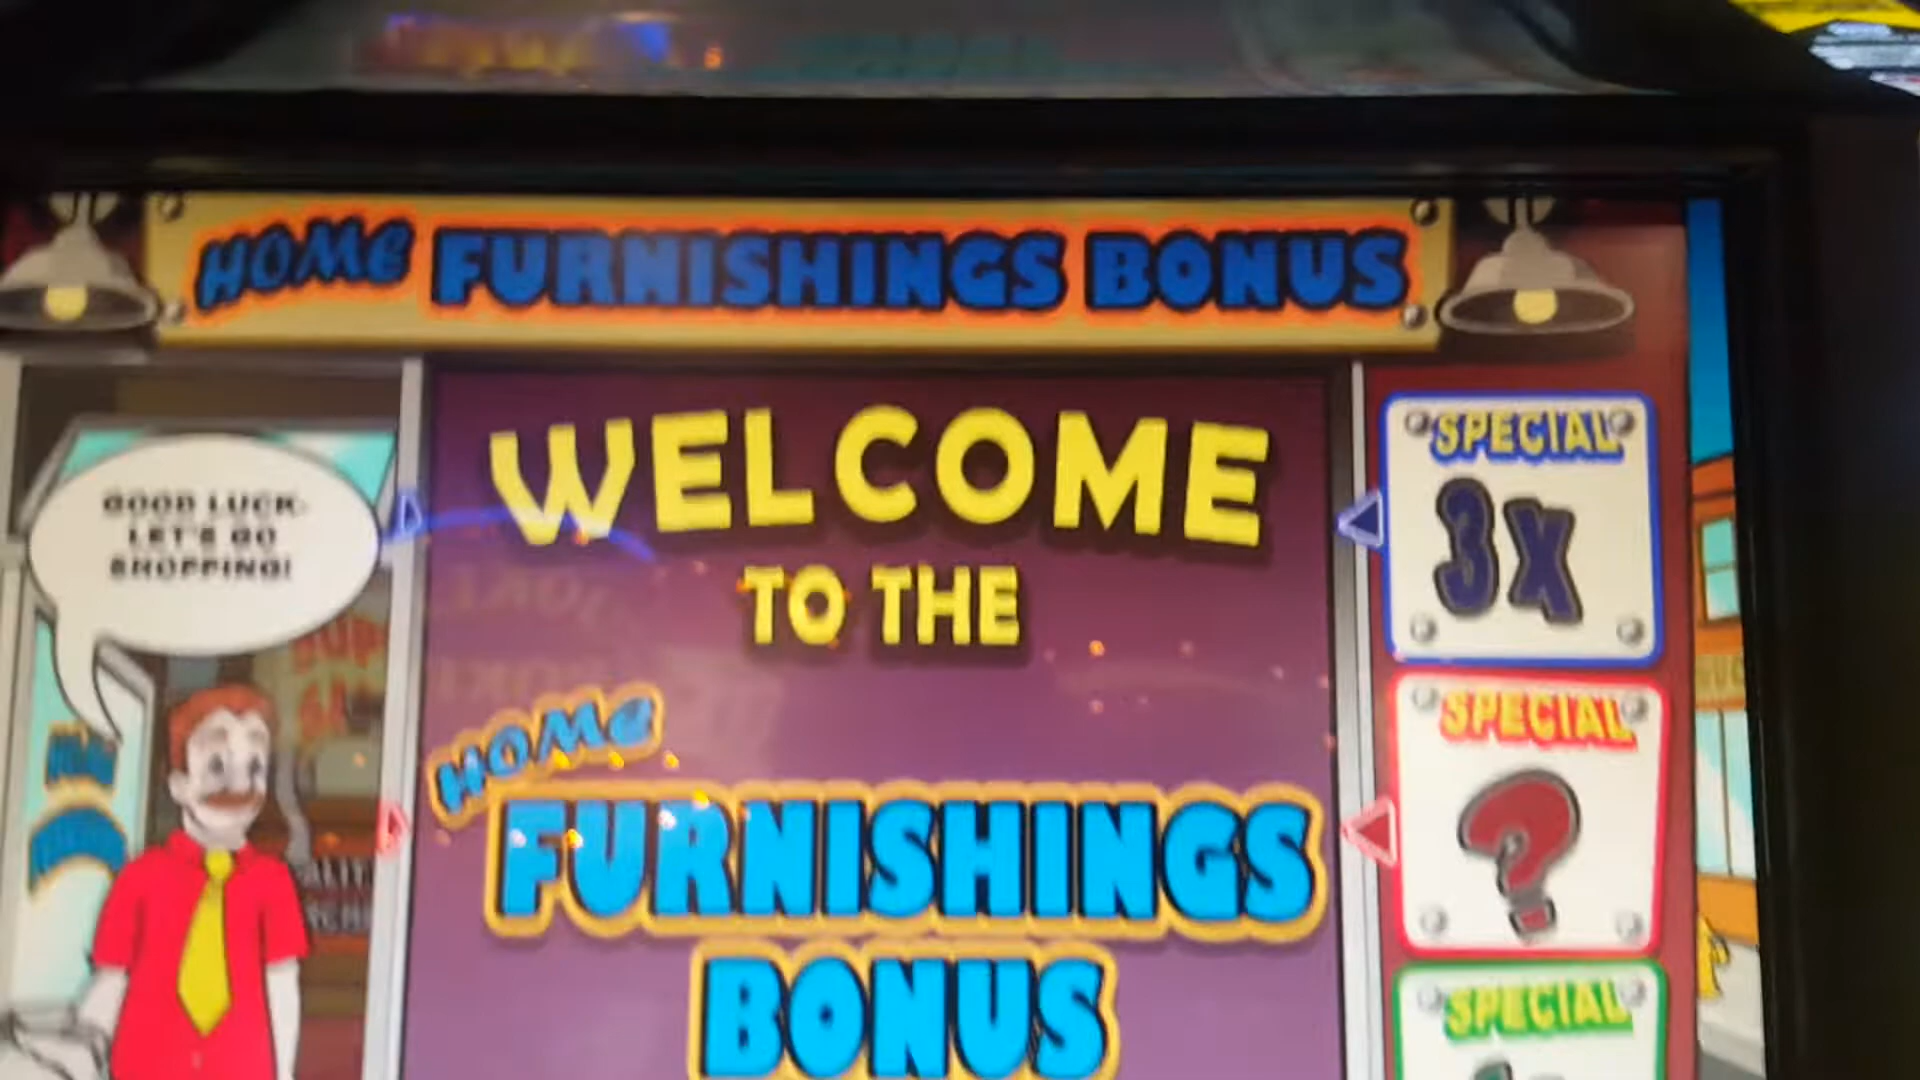 HOME FURNISHINGS BONUS
GOOD LUCK-
LET'S GO
SHOPPING!
WELCOME
TO THE
HOME
FURNISHINGS
BONUS
SPECIAL
3x
SPECIAL
?
SPECIAL